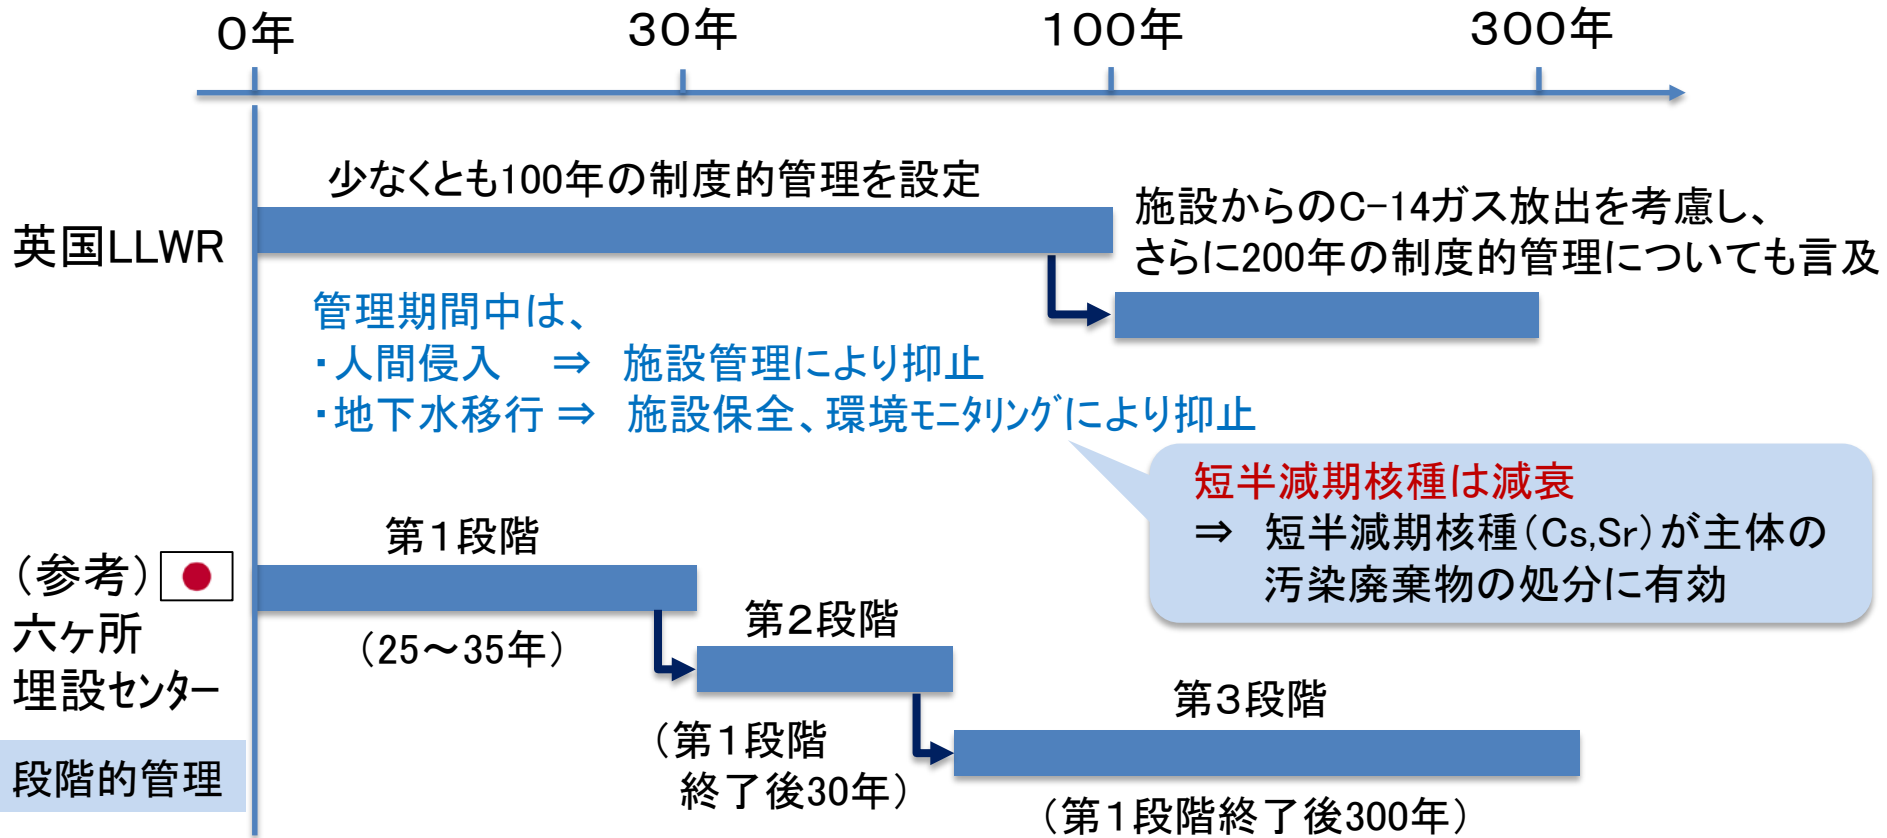 0年
30年
100年
300年
少なくとも100年の制度的管理を設定
英国LLWR
施設からのC-14ガス放出を考慮し、
さらに200年の制度的管理についても言及
管理期間中は、
・人間侵入 ⇒ 施設管理により抑止
・地下水移行 ⇒ 施設保全、環境ﾓﾆﾀﾘﾝｸﾞにより抑止
短半減期核種は減衰
⇒ 短半減期核種(Cs,Sr)が主体の
汚染廃棄物の処分に有効
(参考)
六ヶ所
埋設ｾﾝﾀｰ
段階的管理
第1段階
(25～35年)
第2段階
(第1段階
終了後30年)
第3段階
(第1段階終了後300年)